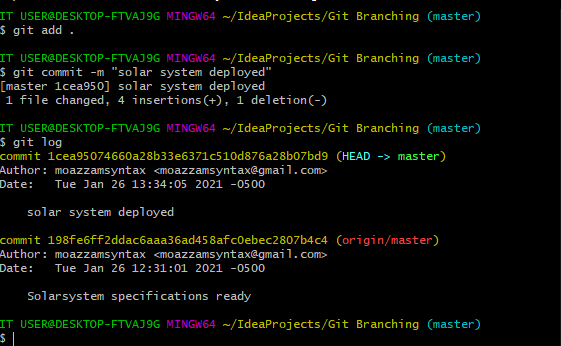 IT USER@DESKTOP-FTVAJ9G MINGW64 ~/IdeaProjects/Git Branching (master)
$ git add .
IT USER@DESKTOP-FTVAJ9G MINGW64 ~/IdeaProjects/Git Branching (master)
$ git commit -m "solar system deployed"
[master 1cea950] solar system deployed
1 file changed, 4 insertions(+), 1 deletion(-)
IT USER@DESKTOP-FTVAJ9G MINGW64 ~/IdeaProjects/Git Branching (master)
$ git log
commit 1cea95074660a28b33e6371c510d876a28b07bd9 (HEAD -> master)
Author: moazzamsyntax <moazzamsyntax@gmail.com>
Date:   Tue Jan 26 13:34:05 2021 -0500
solar system deployed
commit 198fe6ff2ddac6aaa36ad458afc0ebec2807b4c4 (origin/master)
Author: moazzamsyntax <moazzamsyntax@gmail.com>
Date:   Tue Jan 26 12:31:01 2021 -0500
Solarsystem specifications ready
IT USER@DESKTOP-FTVAJ9G MINGW64 ~/IdeaProjects/Git Branching (master)
$